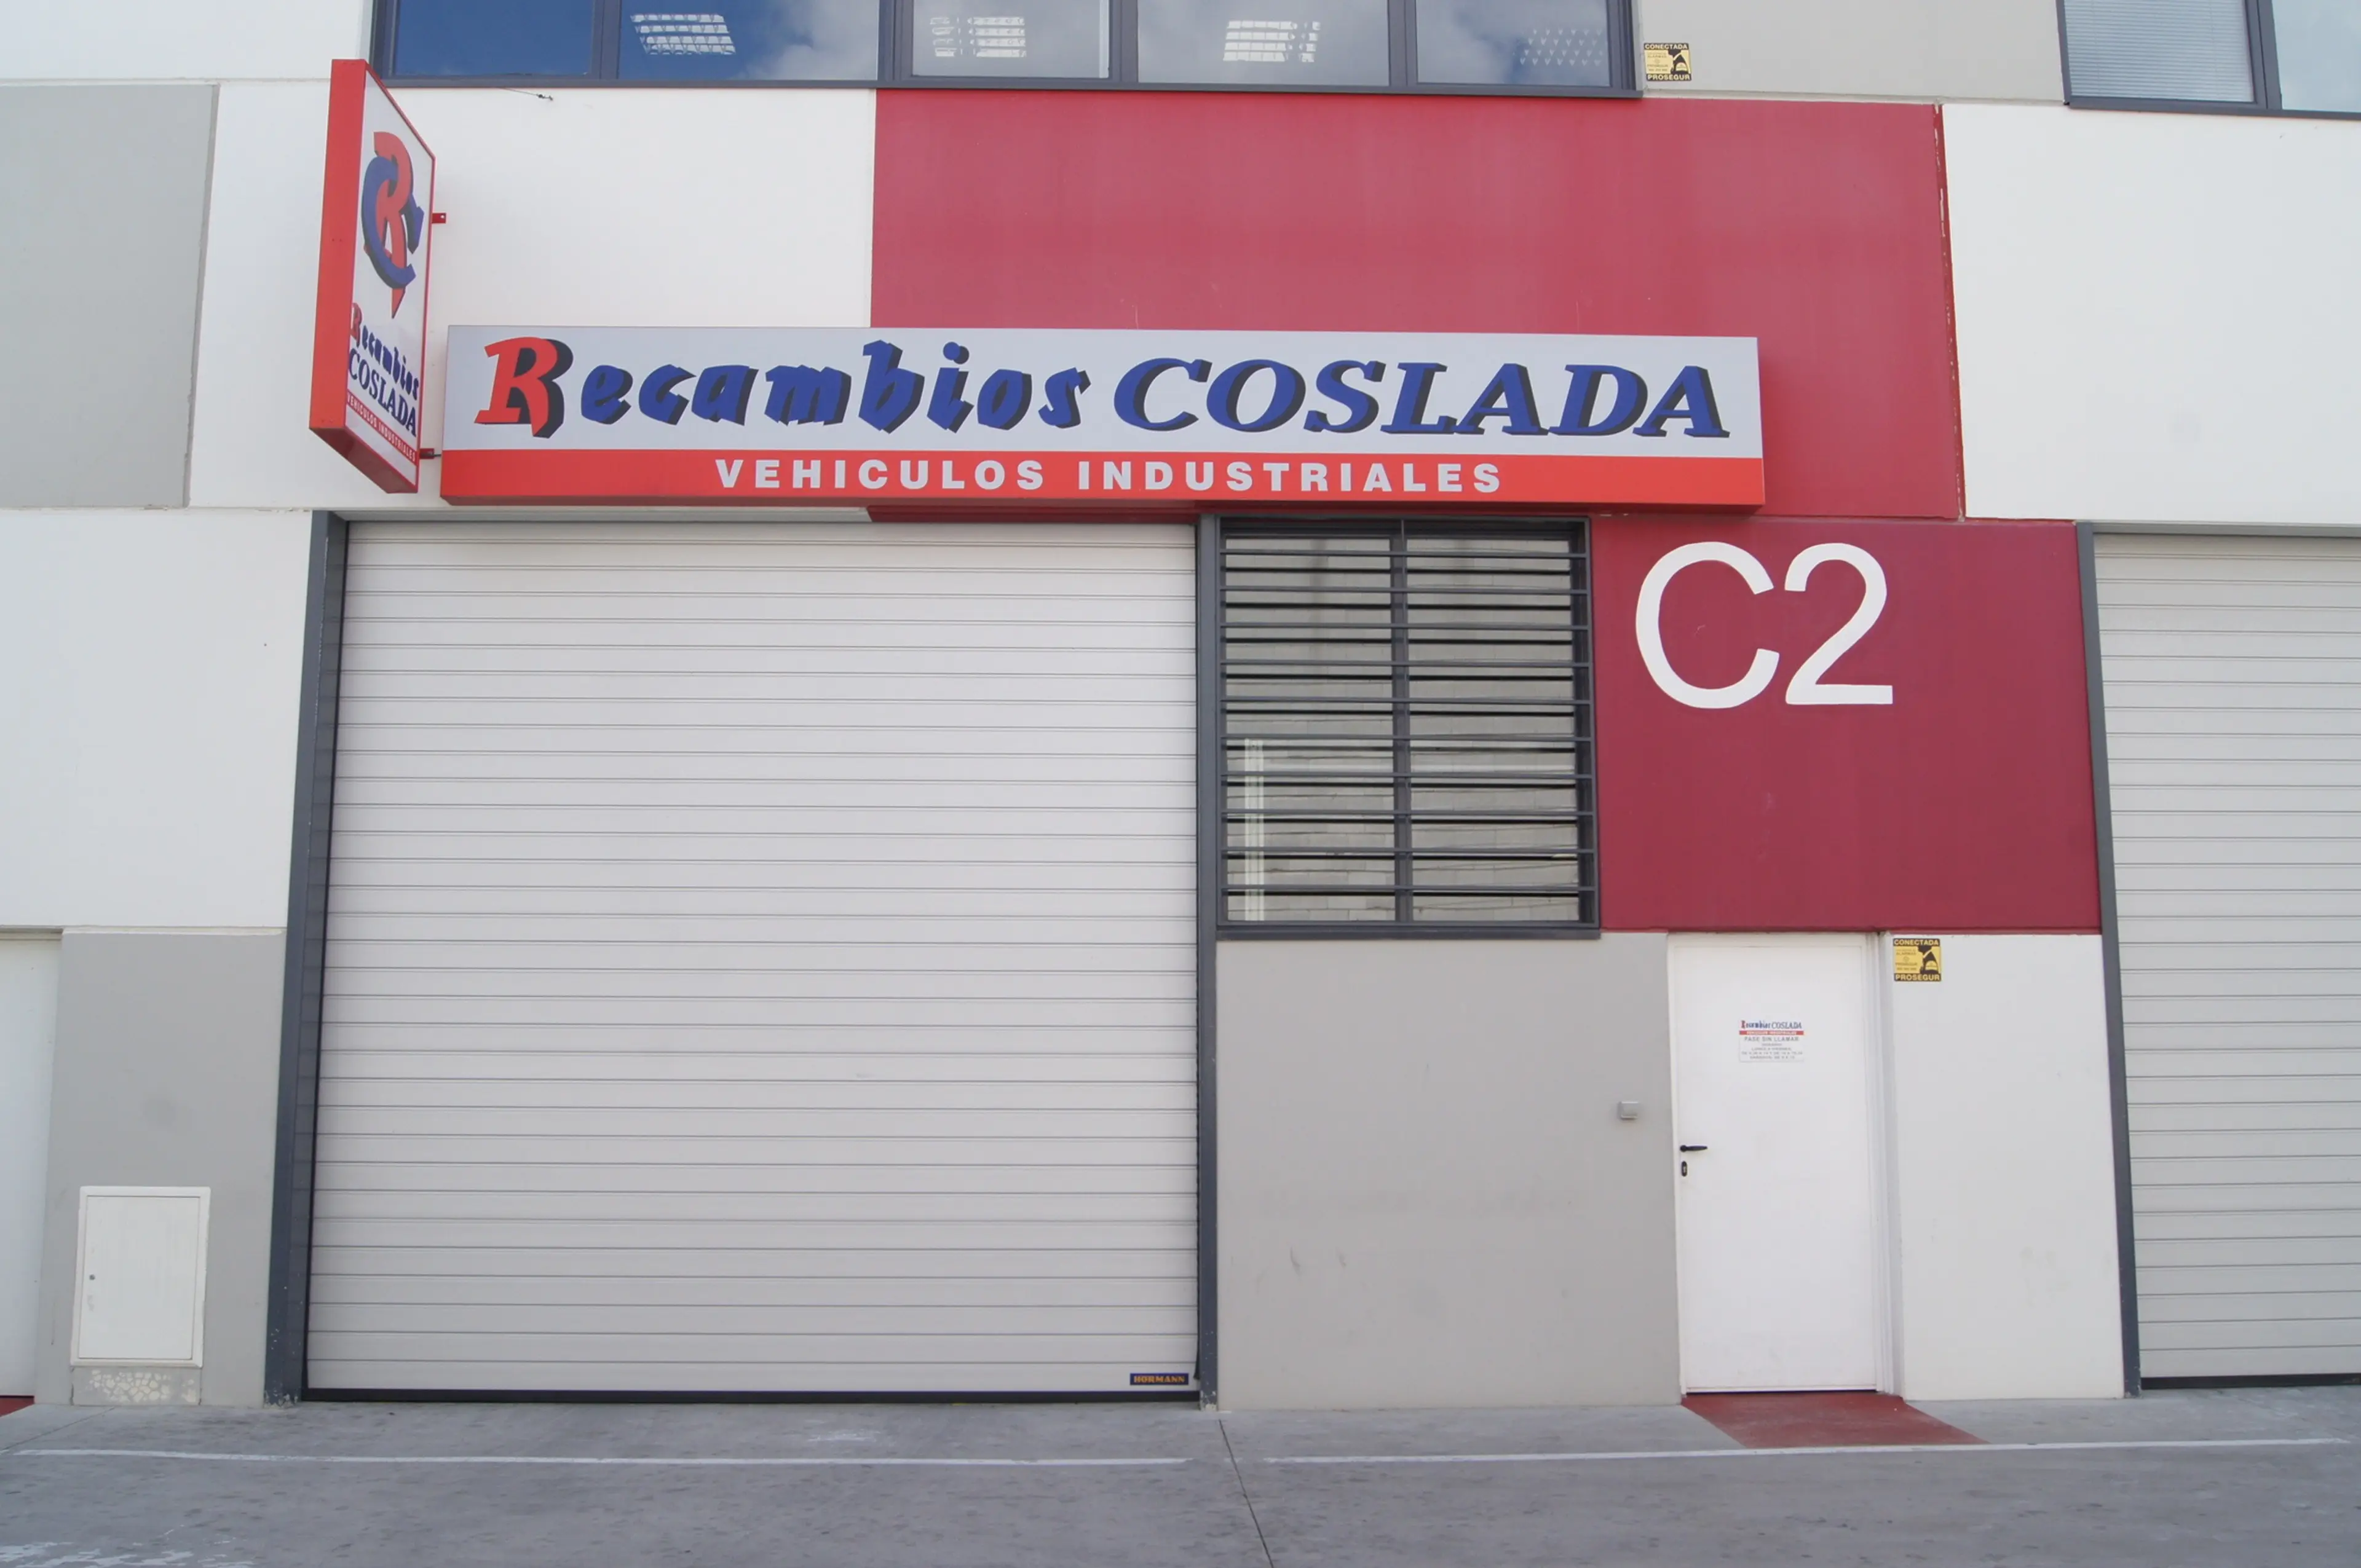 CONECTADA
PROSEGUR
RC
Recambios
COSLADA
VEHICULOS INDUSTRIALES
Recambios COSLADA
VEHICULOS INDUSTRIALES
C2
CONECTADA
PROSEGUR
Recambios COSLADA
PASE SIN LLAMAR
HÖRMANN